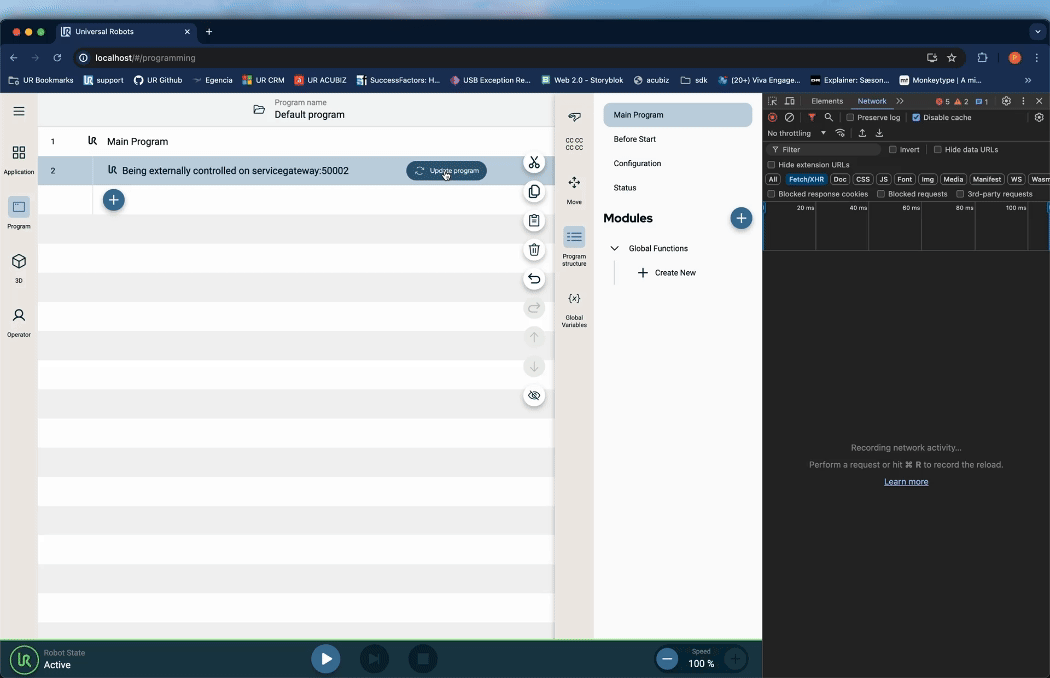 Universal Robots
localhost/#/programming
UR Bookmarks
support
UR Github
Egencia
UR CRM
UR ACUBIZ
SuccessFactors: H...
USB Exception Re...
Web 2.0 - Storyblok
acubiz
sdk
(20+) Viva Engage...
Explainer: Sæson...
Monkeytype | A mi...
Program name
Default program
1 Main Program
2 Being externally controlled on servicegateway:50002
Update program
Application
Program
3D
Operator
CC CC
CC CC
Move
Program
structure
{x}
Global
Variables
Main Program
Before Start
Configuration
Status
Modules
Global Functions
Create New
Elements Network 5 2 1
Preserve log Disable cache
No throttling
Filter Invert Hide data URLs
Hide extension URLs
All Fetch/XHR Doc CSS JS Font Img Media Manifest WS Wasm
Blocked response cookies Blocked requests 3rd-party requests
20 ms 40 ms 60 ms 80 ms 100 ms
Recording network activity...
Perform a request or hit ⌘ R to record the reload.
Learn more
Robot State
Active
Speed
100 %